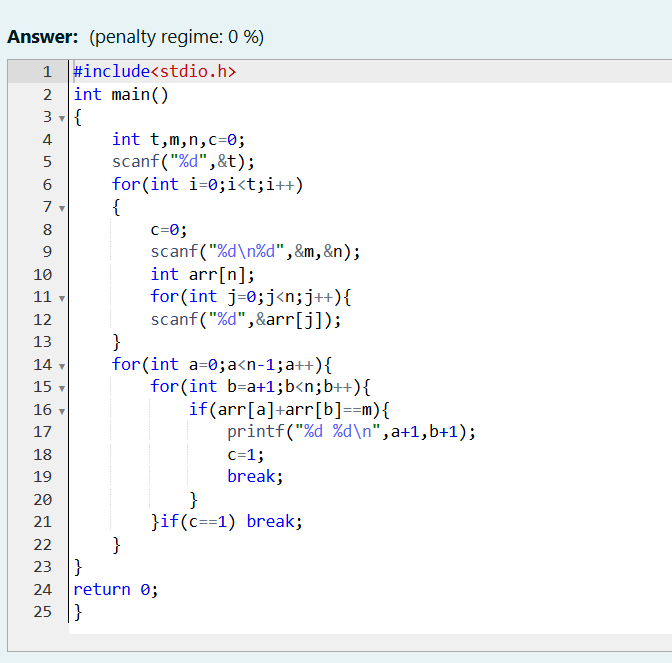 Answer: (penalty regime: 0 %)
1 #include<stdio.h>
2 int main()
3 {
4     int t,m,n,c=0;
5     scanf("%d",&t);
6     for(int i=0;i<t;i++)
7     {
8         c=0;
9         scanf("%d\n%d",&m,&n);
10         int arr[n];
11         for(int j=0;j<n;j++){
12         scanf("%d",&arr[j]);
13     }
14     for(int a=0;a<n-1;a++){
15         for(int b=a+1;b<n;b++){
16             if(arr[a]+arr[b]==m){
17                 printf("%d %d\n",a+1,b+1);
18                 c=1;
19                 break;
20             }
21         }if(c==1) break;
22     }
23 }
24 return 0;
25 }